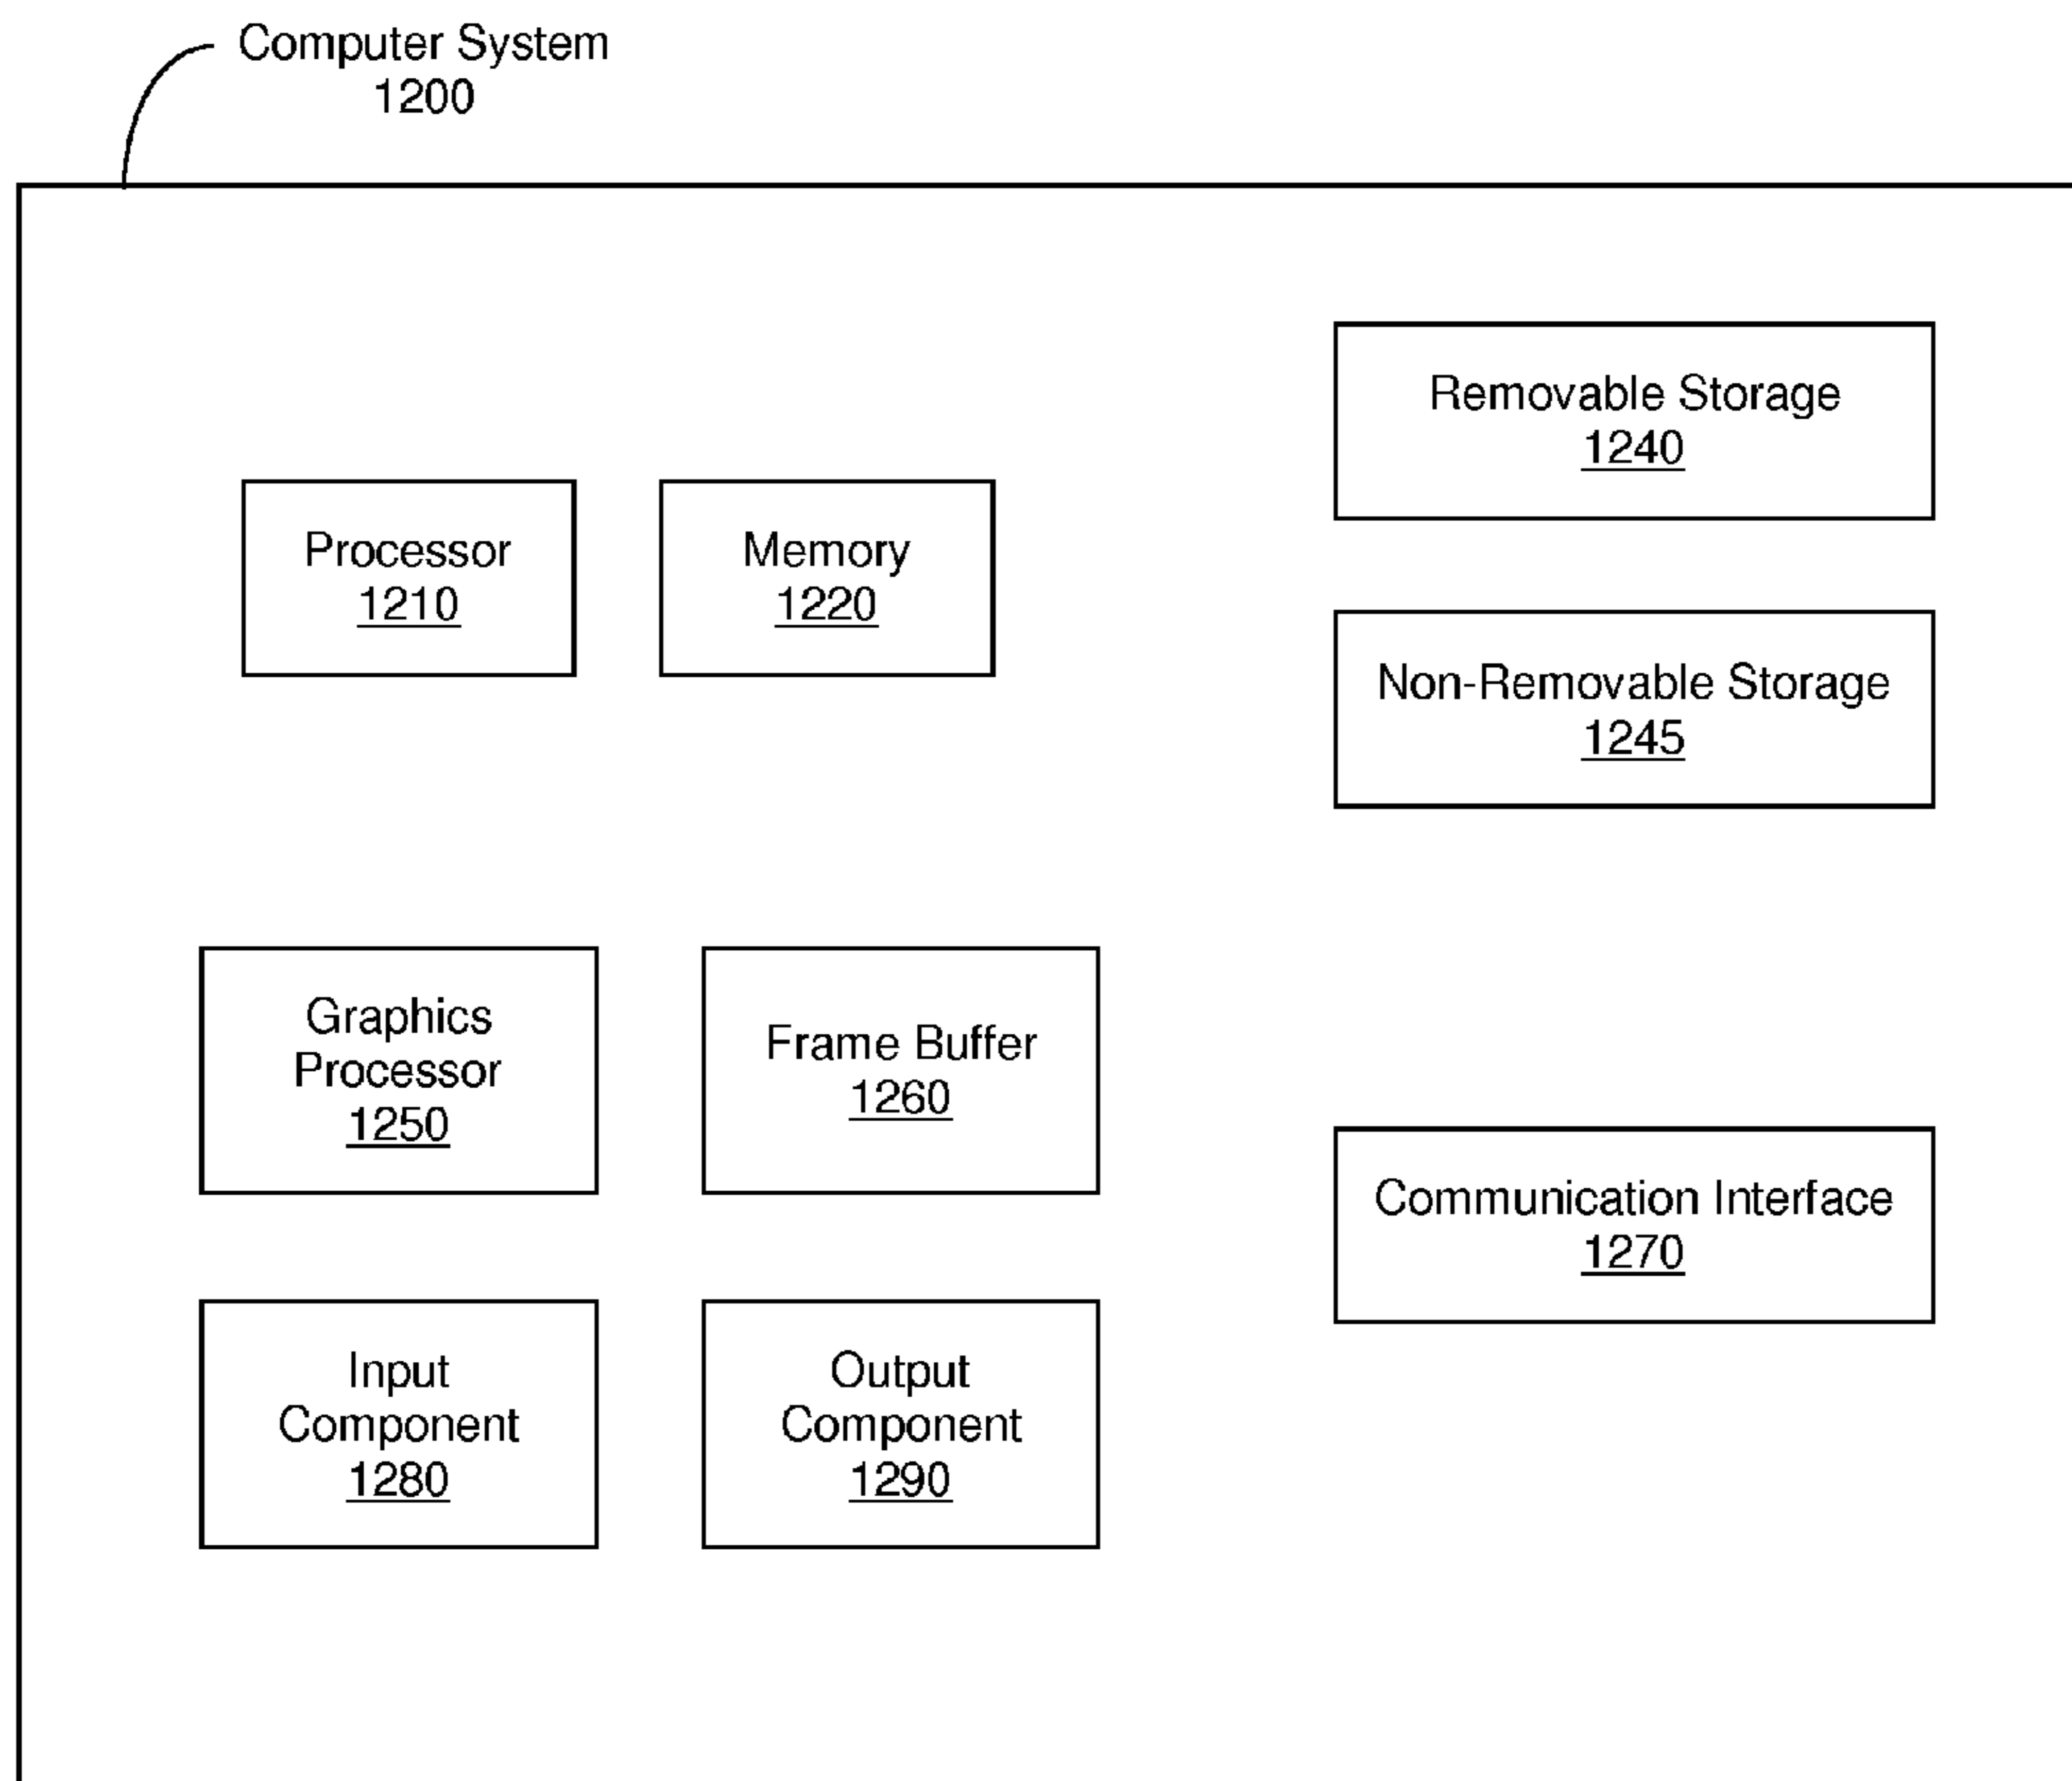 Computer System
1200
Removable Storage
1240
Processor
1210
Memory
1220
Non-Removable Storage
1245
Graphics
Processor
1250
Frame Buffer
1260
Communication Interface
1270
Input
Component
1280
Output
Component
1290